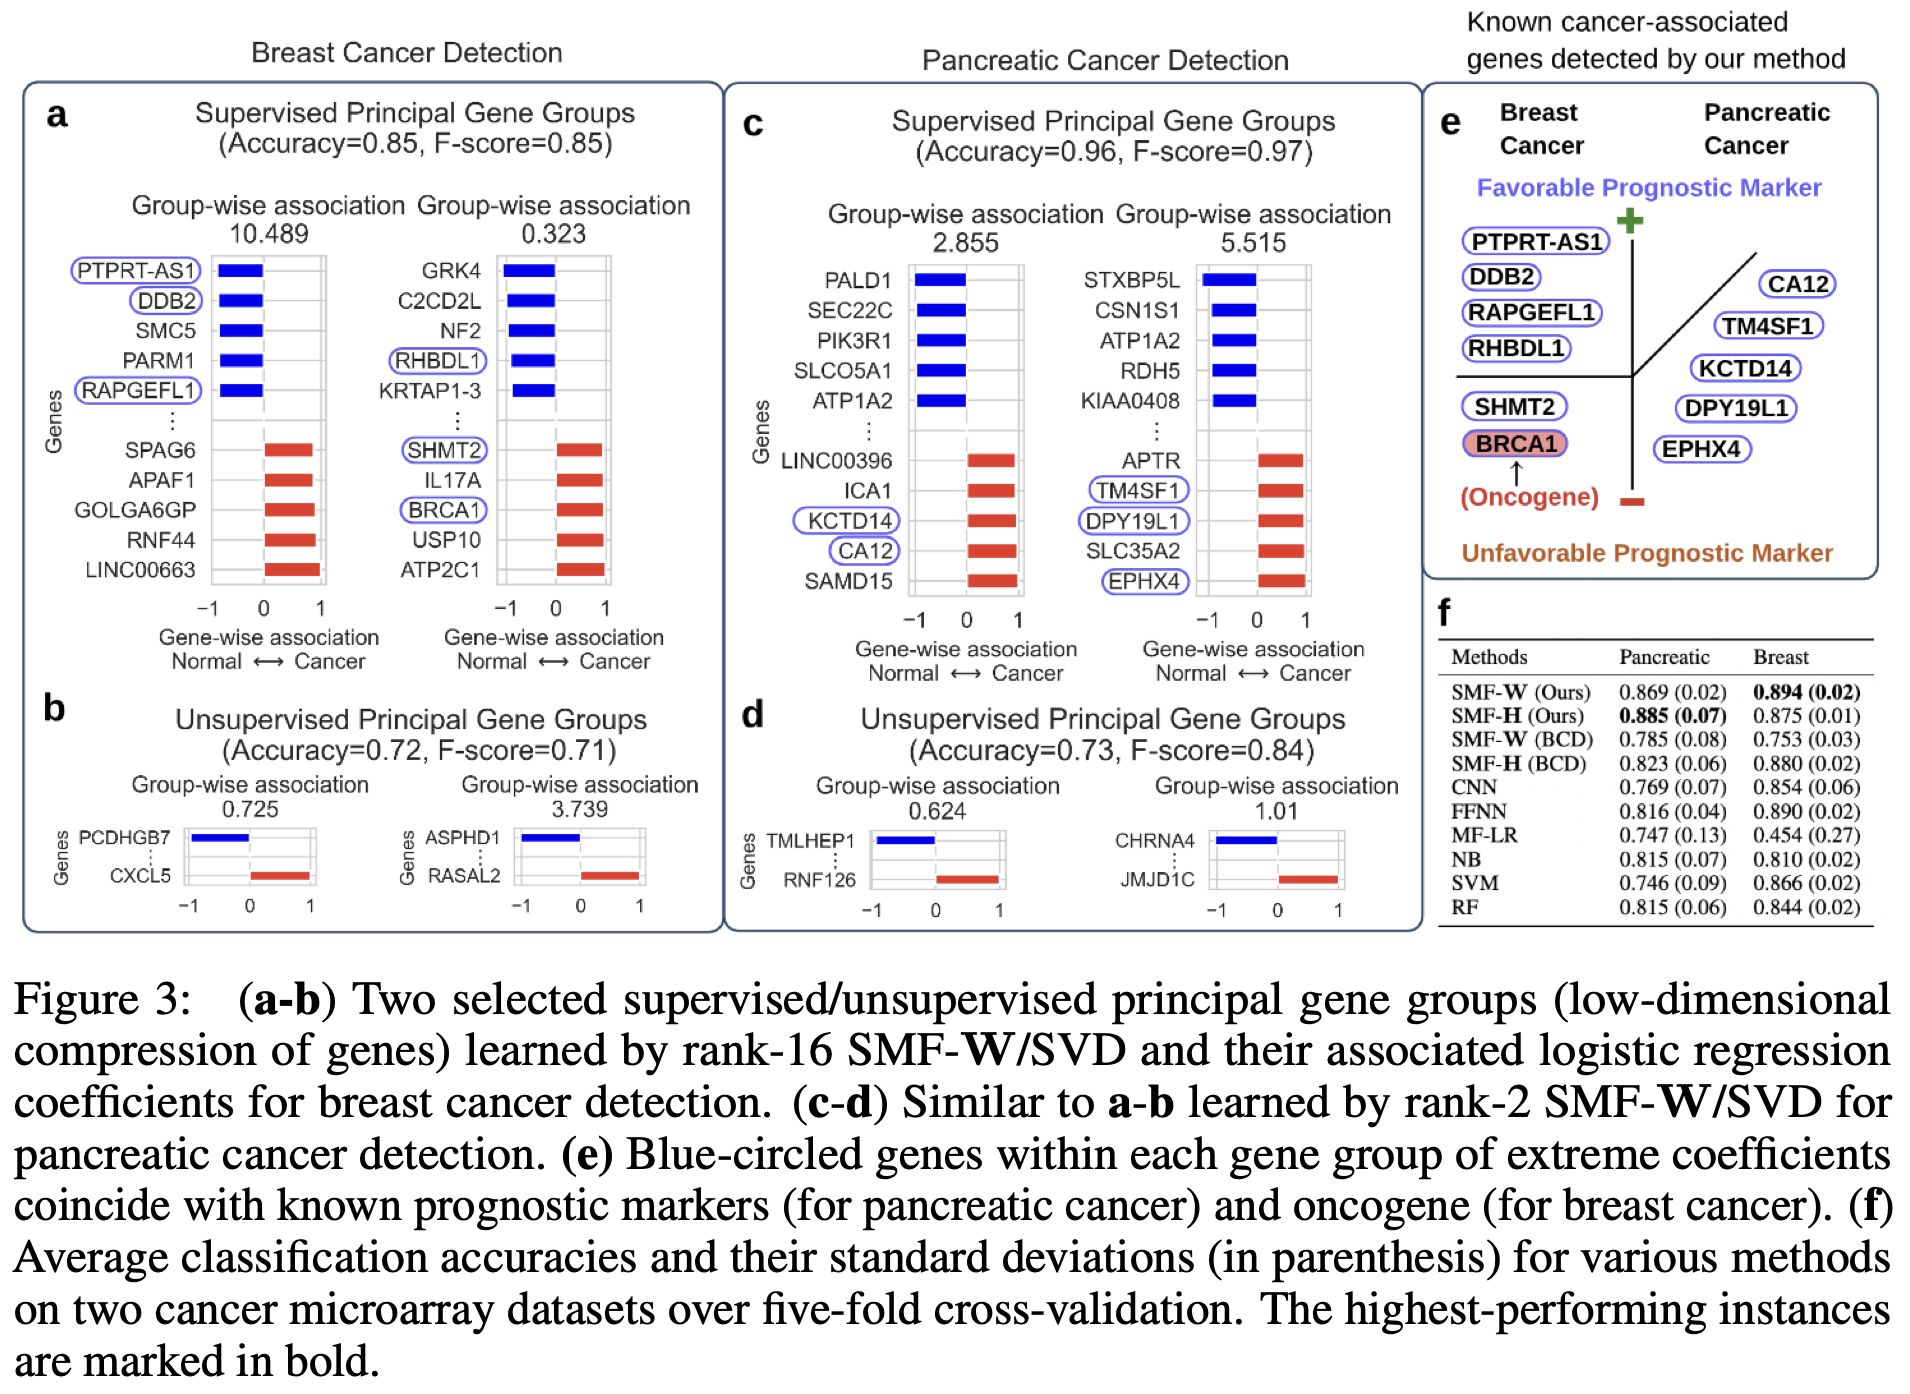 Breast Cancer Detection
a
Supervised Principal Gene Groups
(Accuracy=0.85, F-score=0.85)
Group-wise association
10.489
PTPRT-AS1
DDB2
SMC5
PARM1
RAPGEFL1
⋮
SPAG6
APAF1
GOLGA6GP
RNF44
LINC00663
Genes
−1 0 1
Gene-wise association
Normal ⟷ Cancer
Group-wise association
0.323
GRK4
C2CD2L
NF2
RHBDL1
KRTAP1-3
⋮
SHMT2
IL17A
BRCA1
USP10
ATP2C1
−1 0 1
Gene-wise association
Normal ⟷ Cancer
b
Unsupervised Principal Gene Groups
(Accuracy=0.72, F-score=0.71)
Group-wise association
0.725
Genes
PCDHGB7
⋮
CXCL5
−1 0 1
Group-wise association
3.739
Genes
ASPHD1
⋮
RASAL2
−1 0 1
Pancreatic Cancer Detection
c
Supervised Principal Gene Groups
(Accuracy=0.96, F-score=0.97)
Group-wise association
2.855
PALD1
SEC22C
PIK3R1
SLCO5A1
ATP1A2
⋮
LINC00396
ICA1
KCTD14
CA12
SAMD15
Genes
−1 0 1
Gene-wise association
Normal ⟷ Cancer
Group-wise association
5.515
STXBP5L
CSN1S1
ATP1A2
RDH5
KIAA0408
⋮
APTR
TM4SF1
DPY19L1
SLC35A2
EPHX4
−1 0 1
Gene-wise association
Normal ⟷ Cancer
d
Unsupervised Principal Gene Groups
(Accuracy=0.73, F-score=0.84)
Group-wise association
0.624
Genes
TMLHEP1
⋮
RNF126
−1 0 1
Group-wise association
1.01
CHRNA4
⋮
JMJD1C
−1 0 1
Known cancer-associated
genes detected by our method
e
Breast
Cancer
Pancreatic
Cancer
Favorable Prognostic Marker
+
PTPRT-AS1
DDB2
RAPGEFL1
RHBDL1
SHMT2
BRCA1
↑
(Oncogene)
CA12
TM4SF1
KCTD14
DPY19L1
EPHX4
−
Unfavorable Prognostic Marker
f
Methods Pancreatic Breast
SMF-W (Ours) 0.869 (0.02) 0.894 (0.02)
SMF-H (Ours) 0.885 (0.07) 0.875 (0.01)
SMF-W (BCD) 0.785 (0.08) 0.753 (0.03)
SMF-H (BCD) 0.823 (0.06) 0.880 (0.02)
CNN 0.769 (0.07) 0.854 (0.06)
FFNN 0.816 (0.04) 0.890 (0.02)
MF-LR 0.747 (0.13) 0.454 (0.27)
NB 0.815 (0.07) 0.810 (0.02)
SVM 0.746 (0.09) 0.866 (0.02)
RF 0.815 (0.06) 0.844 (0.02)
Figure 3: (a-b) Two selected supervised/unsupervised principal gene groups (low-dimensional
compression of genes) learned by rank-16 SMF-W/SVD and their associated logistic regression
coefficients for breast cancer detection. (c-d) Similar to a-b learned by rank-2 SMF-W/SVD for
pancreatic cancer detection. (e) Blue-circled genes within each gene group of extreme coefficients
coincide with known prognostic markers (for pancreatic cancer) and oncogene (for breast cancer). (f)
Average classification accuracies and their standard deviations (in parenthesis) for various methods
on two cancer microarray datasets over five-fold cross-validation. The highest-performing instances
are marked in bold.